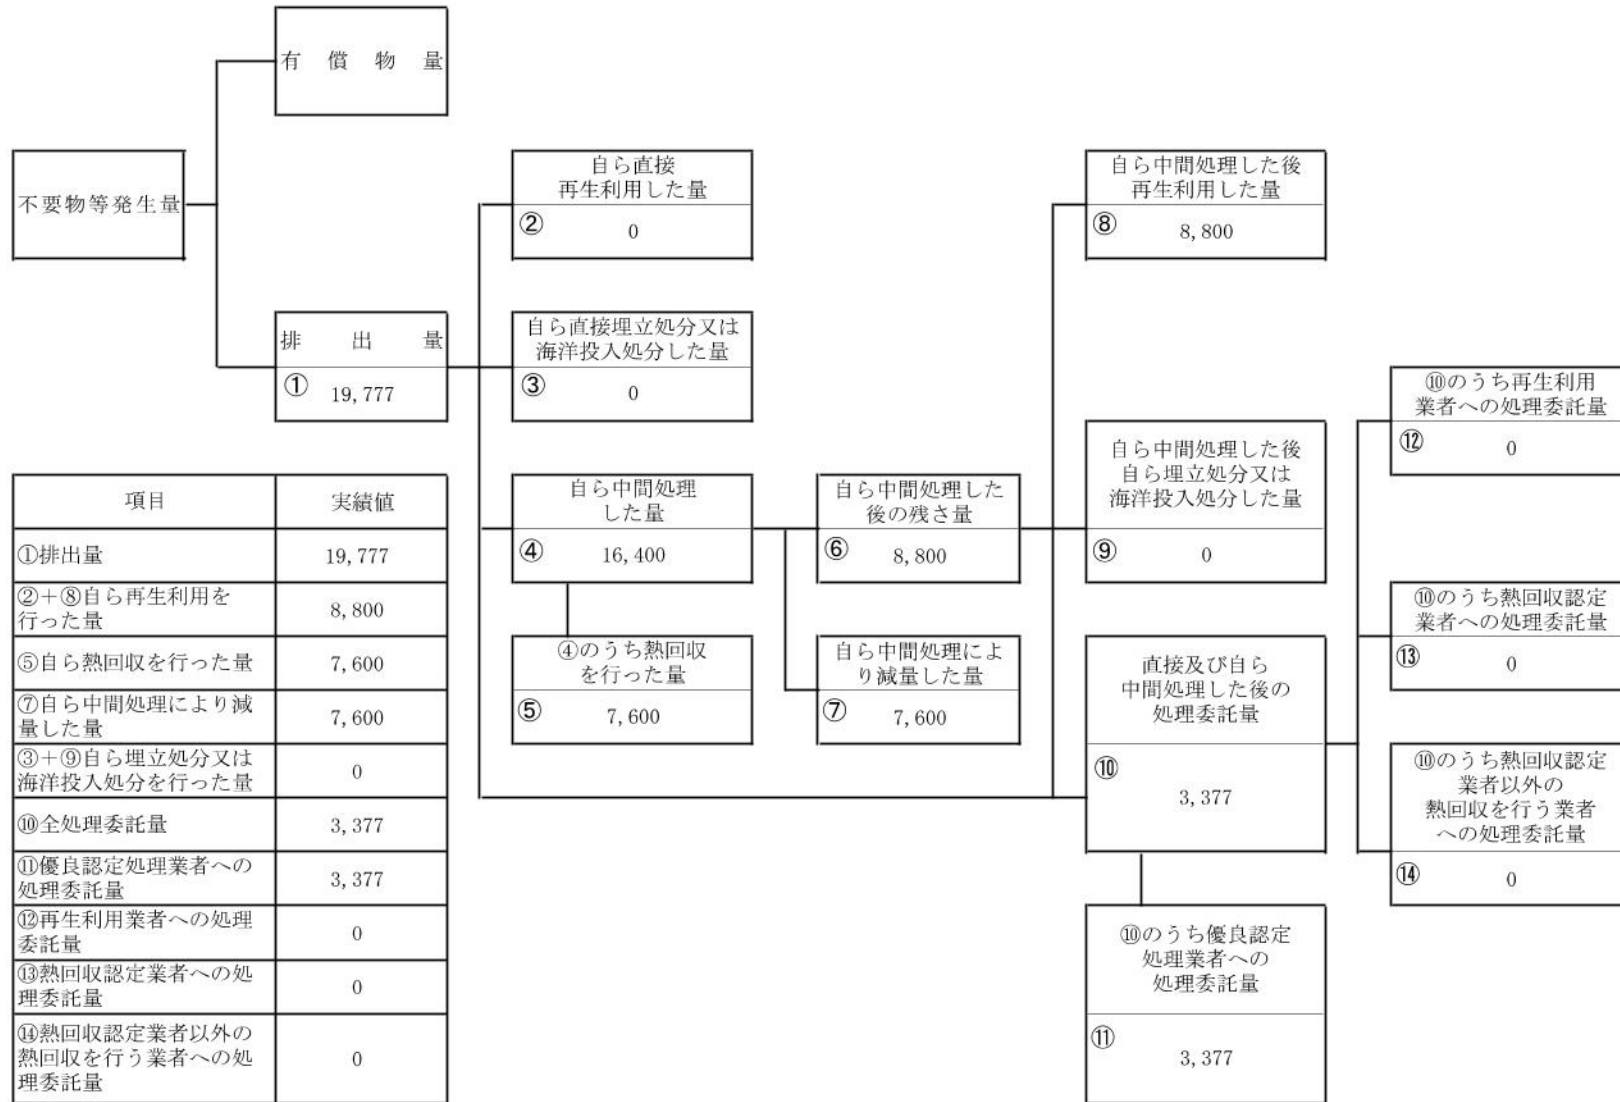 有償物量
不要物等発生量
排出量
① 19,777
自ら直接
再生利用した量
② 0
自ら直接埋立処分又は
海洋投入処分した量
③ 0
自ら中間処理
した量
④ 16,400
④のうち熱回収
を行った量
⑤ 7,600
自ら中間処理した
後の残さ量
⑥ 8,800
自ら中間処理によ
り減量した量
⑦ 7,600
自ら中間処理した後
再生利用した量
⑧ 8,800
自ら中間処理した後
自ら埋立処分又は
海洋投入処分した量
⑨ 0
直接及び自ら
中間処理した後の
処理委託量
⑩ 3,377
⑩のうち優良認定
処理業者への
処理委託量
⑪ 3,377
⑩のうち再生利用
業者への処理委託量
⑫ 0
⑩のうち熱回収認定
業者への処理委託量
⑬ 0
⑩のうち熱回収認定
業者以外の
熱回収を行う業者
への処理委託量
⑭ 0
項目 実績値
①排出量 19,777
②+⑧自ら再生利用を
行った量 8,800
⑤自ら熱回収を行った量 7,600
⑦自ら中間処理により減
量した量 7,600
③+⑨自ら埋立処分又は
海洋投入処分を行った量 0
⑩全処理委託量 3,377
⑪優良認定処理業者への
処理委託量 3,377
⑫再生利用業者への処理
委託量 0
⑬熱回収認定業者への処
理委託量 0
⑭熱回収認定業者以外の
熱回収を行う業者への処
理委託量 0